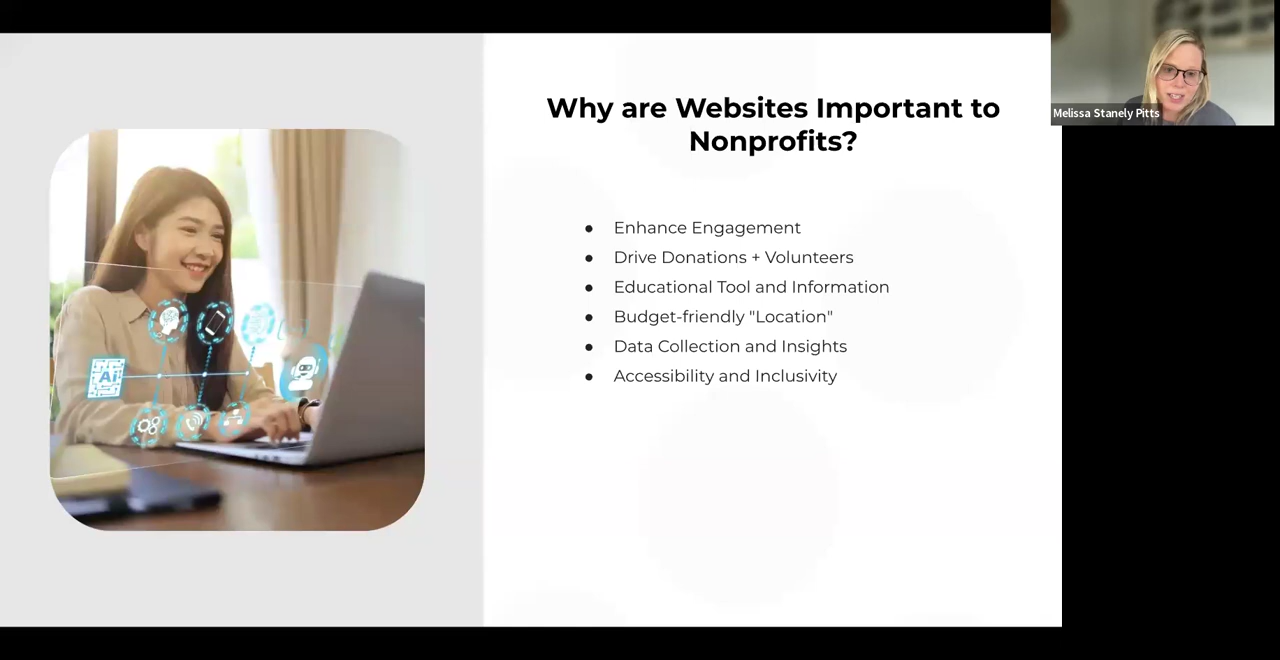 Why are Websites Important to
Nonprofits?
● Enhance Engagement
● Drive Donations + Volunteers
● Educational Tool and Information
● Budget-friendly "Location"
● Data Collection and Insights
● Accessibility and Inclusivity
Ai
Melissa Stanely Pitts